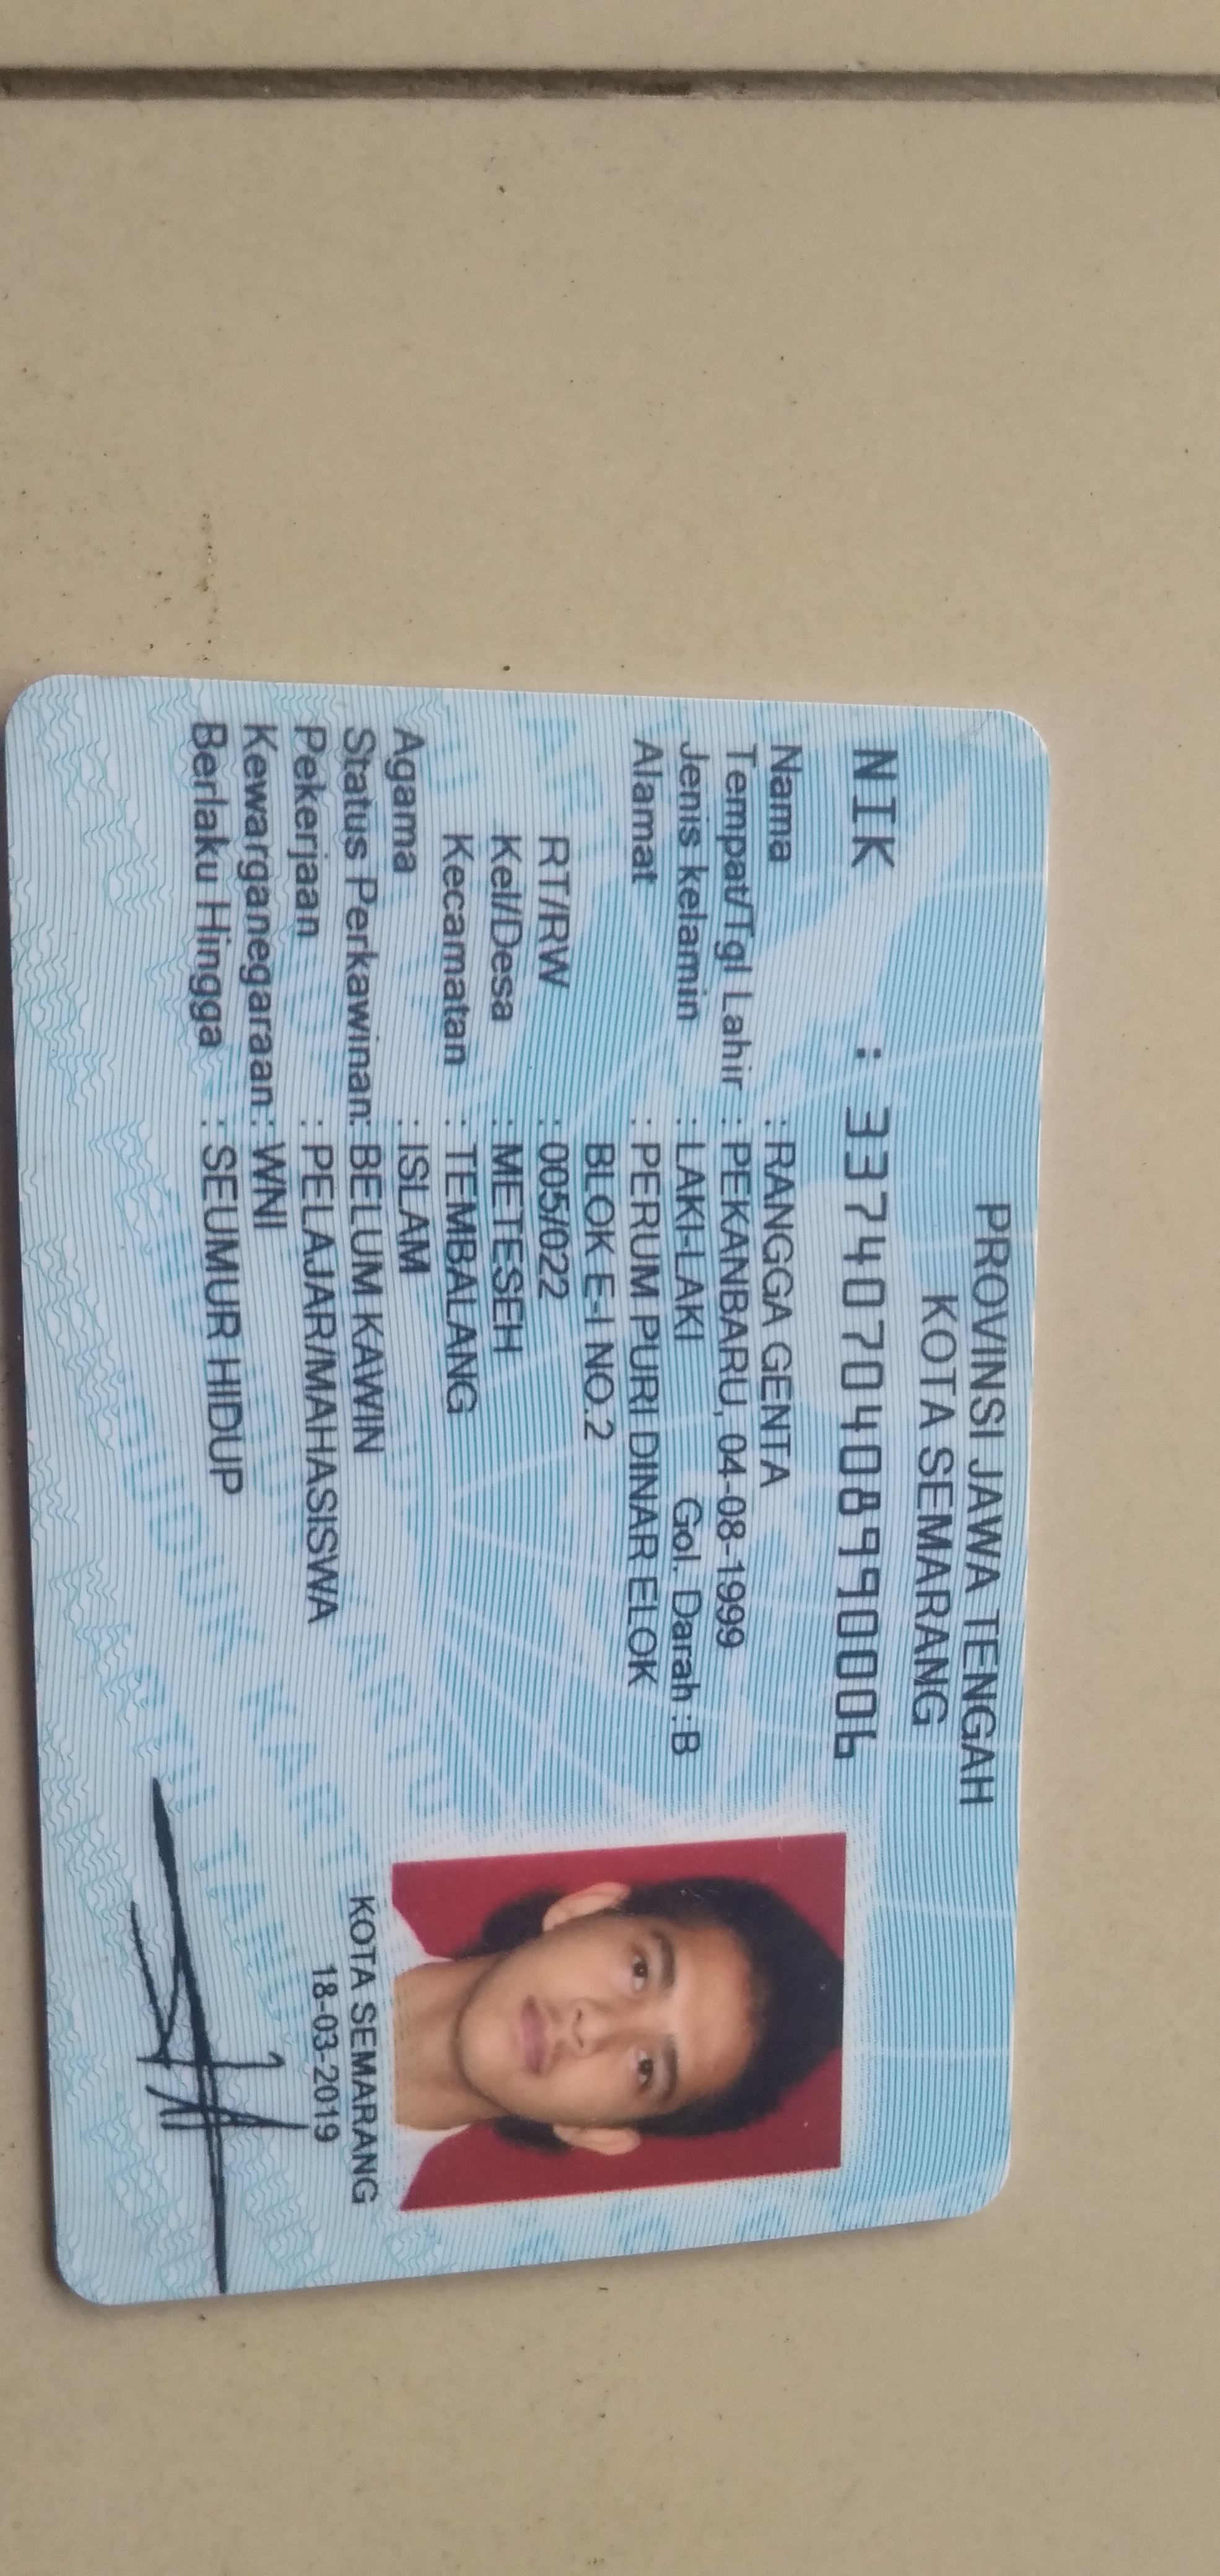 PROVINSI JAWA TENGAH
KOTA SEMARANG
NIK : 3374070408990006
Nama : RANGGA GENTA
Tempat/Tgl Lahir : PEKANBARU, 04-08-1999
Jenis kelamin : LAKI-LAKI Gol. Darah : B
Alamat : PERUM PURI DINAR ELOK
BLOK E-I NO.2
RT/RW : 005/022
Kel/Desa : METESEH
Kecamatan : TEMBALANG
Agama : ISLAM
Status Perkawinan: BELUM KAWIN
Pekerjaan : PELAJAR/MAHASISWA
Kewarganegaraan : WNI
Berlaku Hingga : SEUMUR HIDUP
KOTA SEMARANG
18-03-2019